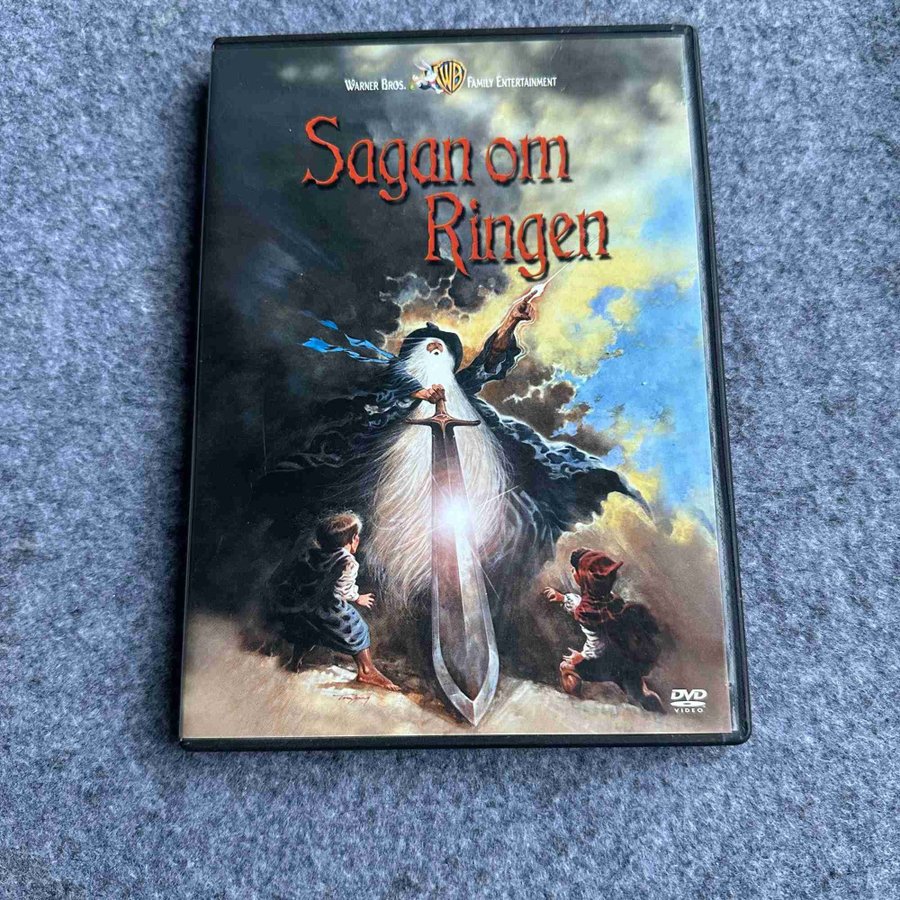 WARNER BROS. WB FAMILY ENTERTAINMENT
Sagan om
Ringen
DVD
VIDEO